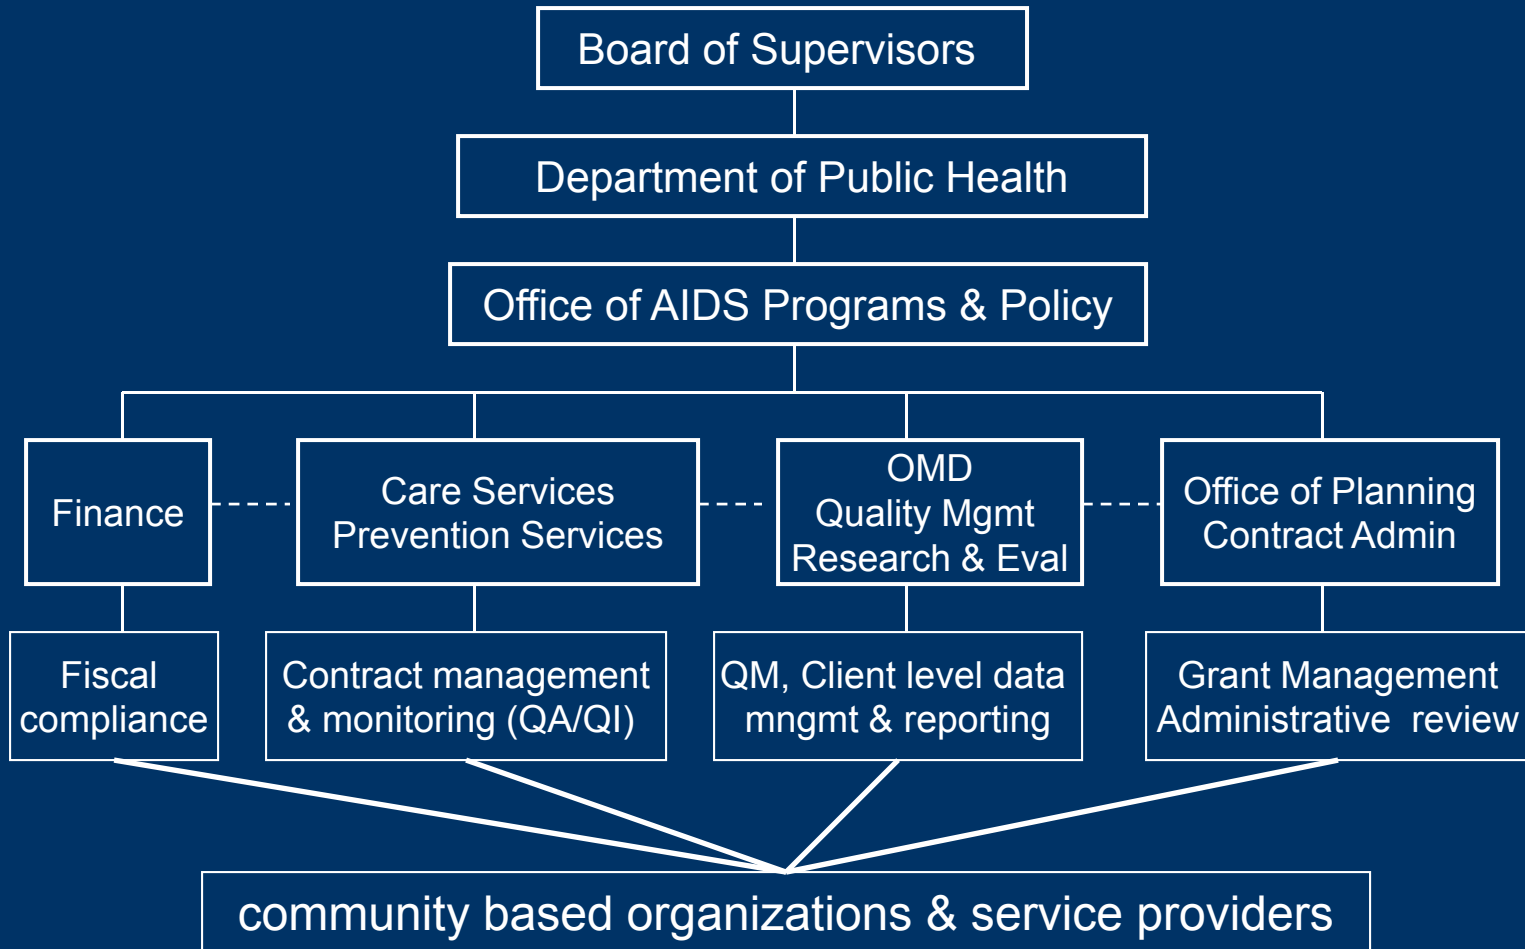 Board of Supervisors
Department of Public Health
Office of AIDS Programs & Policy
Finance
Care Services
Prevention Services
OMD
Quality Mgmt
Research & Eval
Office of Planning
Contract Admin
Fiscal
compliance
Contract management
& monitoring (QA/QI)
QM, Client level data
mngmt & reporting
Grant Management
Administrative review
community based organizations & service providers